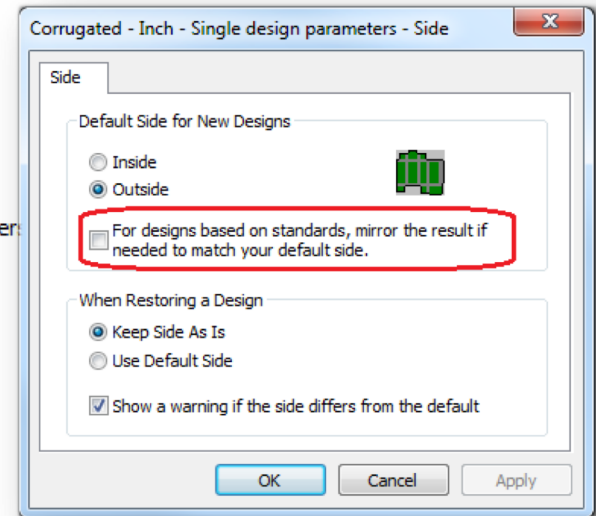 Corrugated - Inch - Single design parameters - Side
Side
Default Side for New Designs
Inside
Outside
For designs based on standards, mirror the result if
needed to match your default side.
When Restoring a Design
Keep Side As Is
Use Default Side
Show a warning if the side differs from the default
OK Cancel Apply